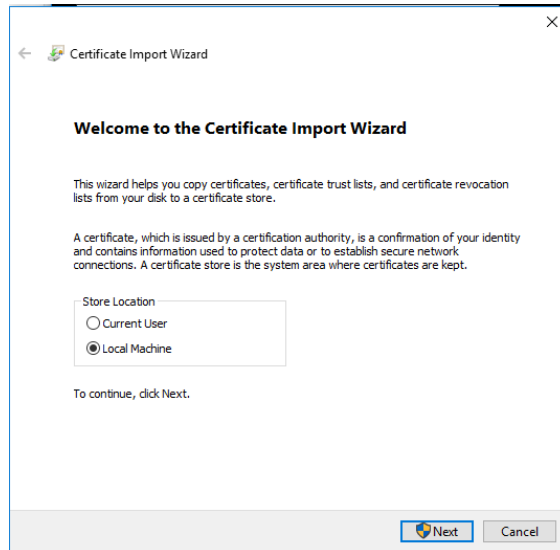 Certificate Import Wizard
Welcome to the Certificate Import Wizard
This wizard helps you copy certificates, certificate trust lists, and certificate revocation
lists from your disk to a certificate store.
A certificate, which is issued by a certification authority, is a confirmation of your identity
and contains information used to protect data or to establish secure network
connections. A certificate store is the system area where certificates are kept.
Store Location
Current User
Local Machine
To continue, click Next.
Next Cancel